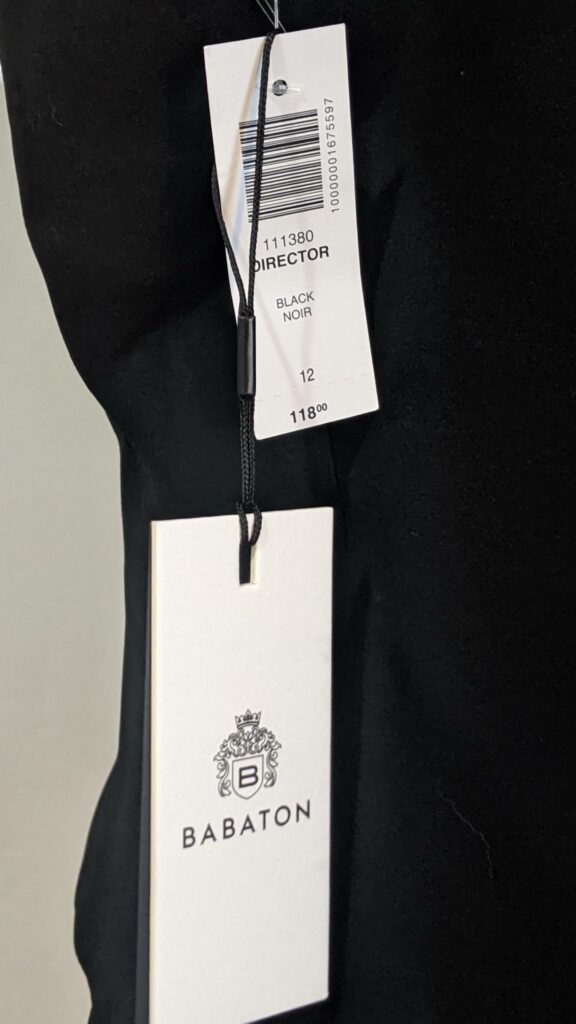 10000001675597
111380
DIRECTOR
BLACK
NOIR
12
118⁰⁰
B
BABATON